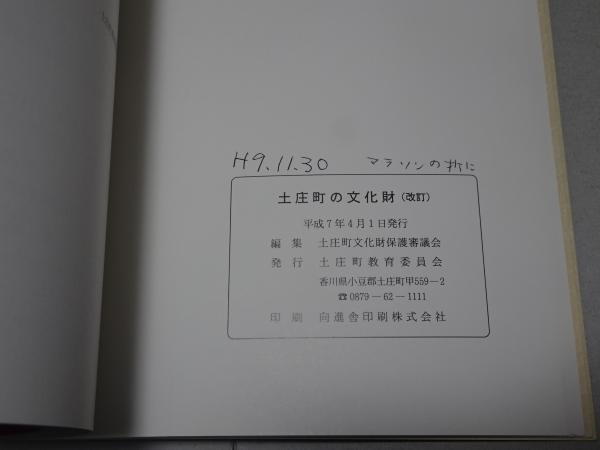 H9.11.30 マラソンの折に
土庄町の文化財(改訂)
平成7年4月1日発行
編集 土庄町文化財保護審議会
発行 土庄町教育委員会
香川県小豆郡土庄町甲559−2
☎0879−62−1111
印刷 向進舎印刷株式会社